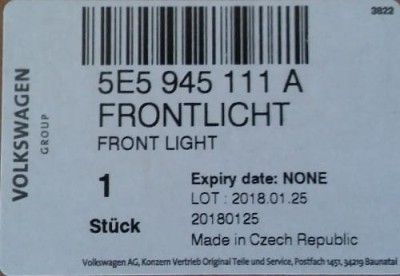 3822
5E5 945 111 A
FRONTLICHT
FRONT LIGHT
VOLKSWAGEN
GROUP
1
Stück
Expiry date: NONE
LOT : 2018.01.25
20180125
Made in Czech Republic
Volkswagen AG, Konzern Vertrieb Original Teile und Service, Postfach 1451, 34219 Baunatal